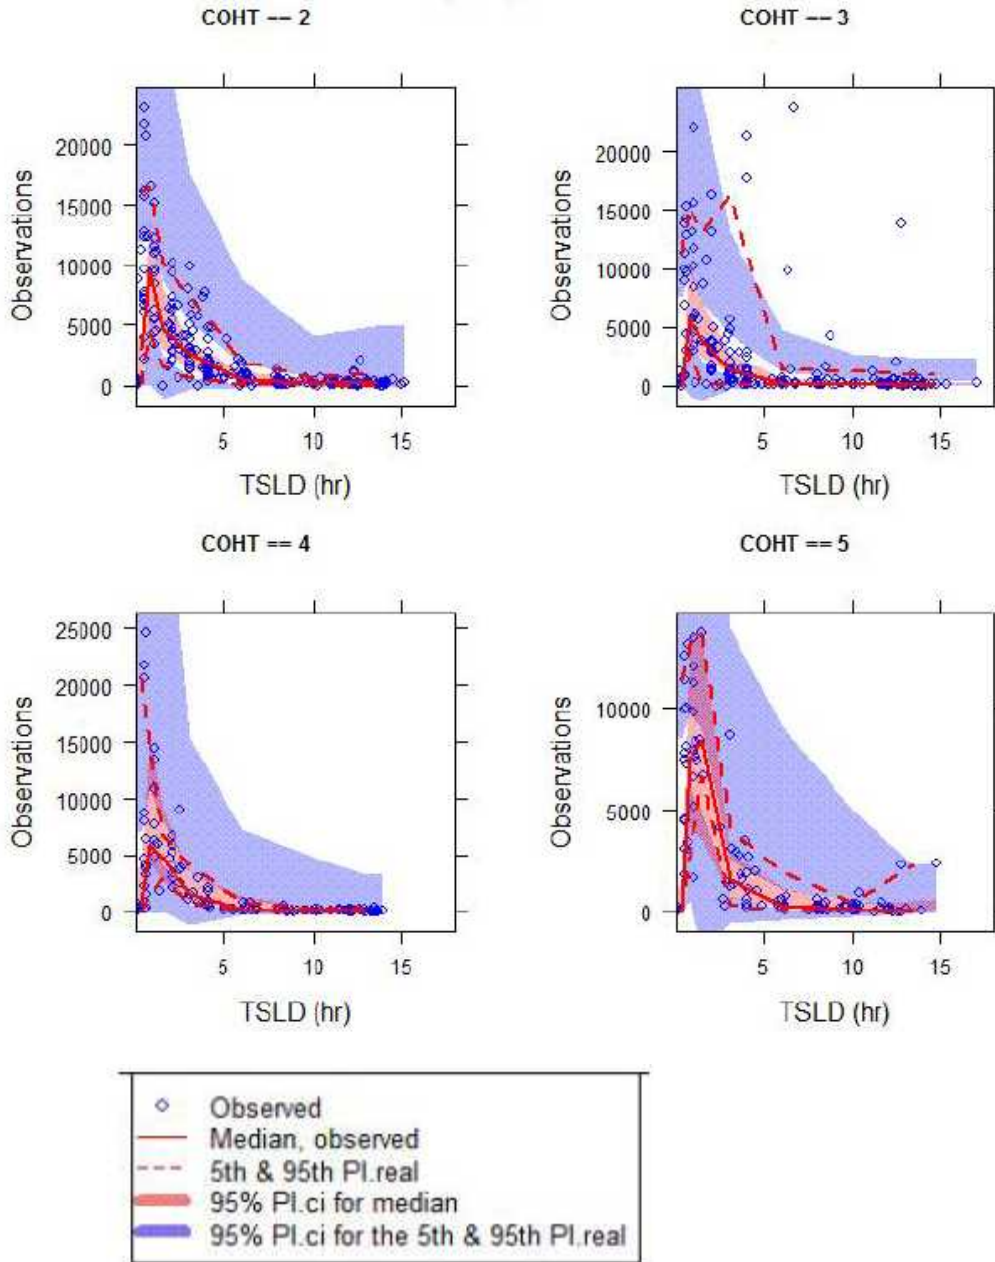 COHT -- 2
COHT -- 3
Observations
20000
15000
10000
5000
0
5
10
15
TSLD (hr)
Observations
20000
15000
10000
5000
0
5
10
15
TSLD (hr)
COHT == 4
COHT == 5
Observations
25000
20000
15000
10000
5000
0
5
10
15
TSLD (hr)
Observations
10000
5000
0
5
10
15
TSLD (hr)
Observed
Median, observed
5th & 95th PI.real
95% PI.ci for median
95% PI.ci for the 5th & 95th PI.real